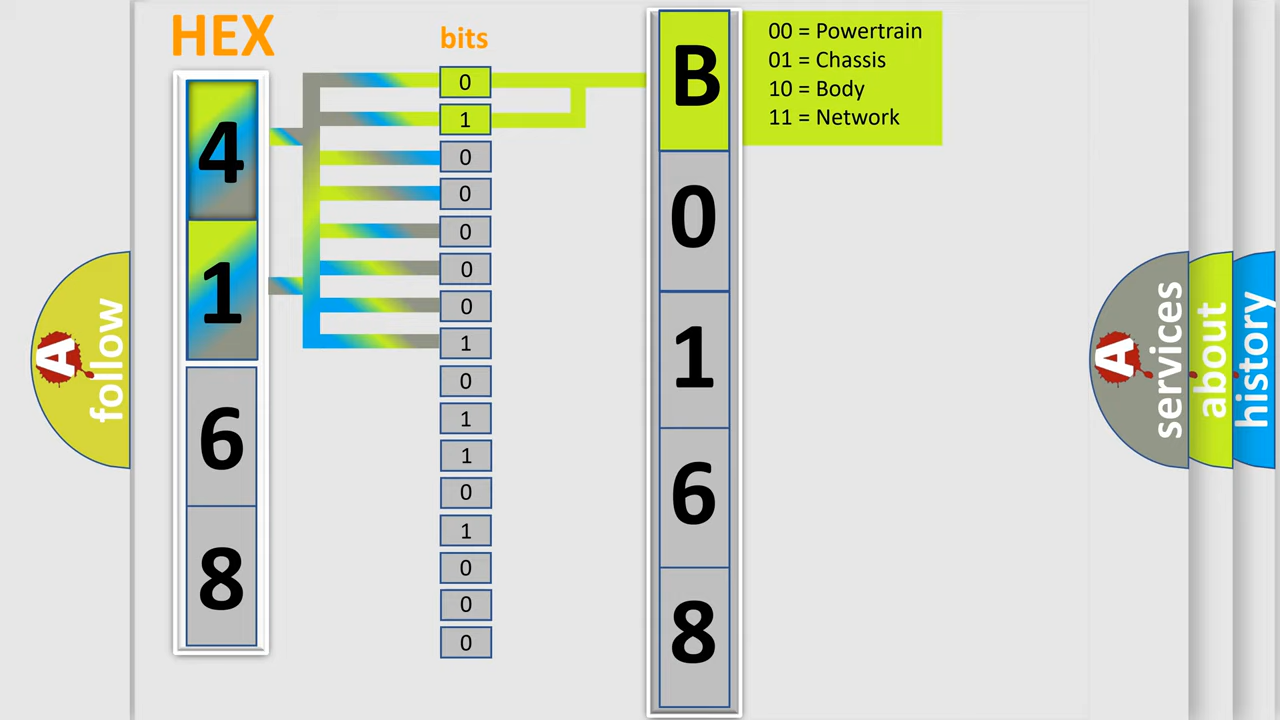 HEX
bits
4
1
6
8
0
1
0
0
0
0
0
1
0
1
1
0
1
0
0
0
B
0
1
6
8
00 = Powertrain
01 = Chassis
10 = Body
11 = Network
A
follow
A
services
about
history